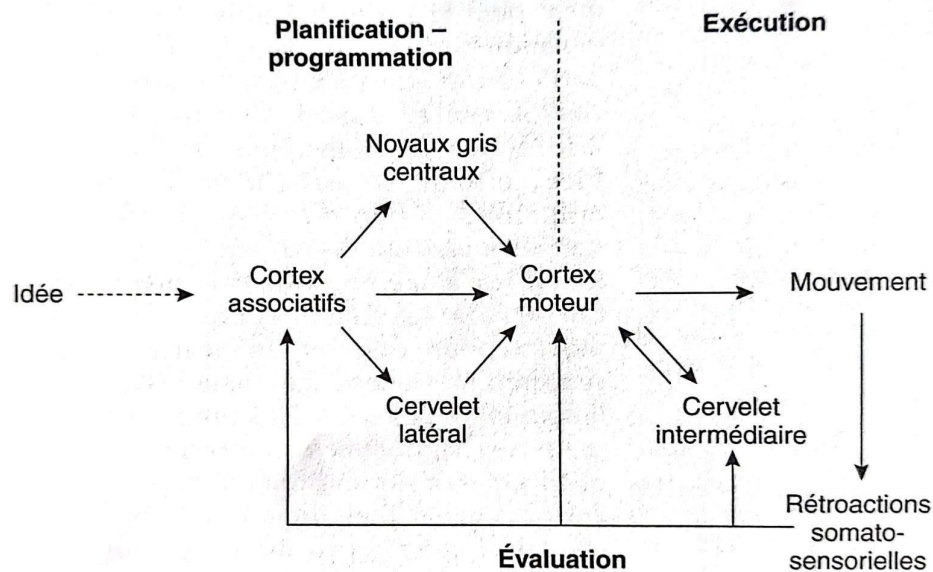 Planification –
programmation
Exécution
Noyaux gris
centraux
Idée
Cortex
associatifs
Cortex
moteur
Mouvement
Cervelet
latéral
Cervelet
intermédiaire
Rétroactions
somato-
sensorielles
Évaluation